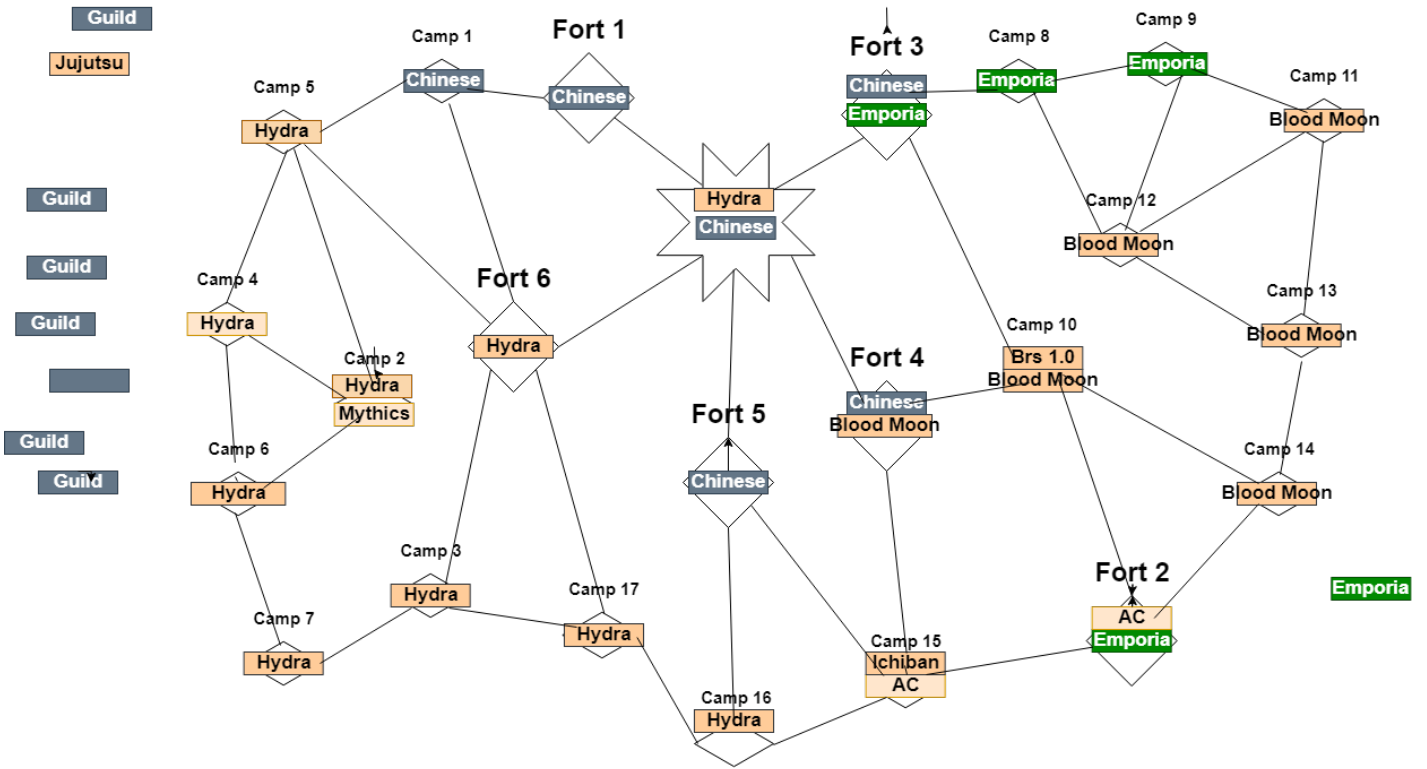 Guild
Jujutsu
Guild
Guild
Guild
Guild
Guild
Camp 1
Chinese
Fort 1
Chinese
Camp 5
Hydra
Fort 3
Chinese
Emporia
Camp 8
Emporia
Camp 9
Emporia
Camp 11
Blood Moon
Hydra
Chinese
Camp 12
Blood Moon
Camp 4
Hydra
Fort 6
Hydra
Camp 13
Blood Moon
Camp 2
Hydra
Mythics
Camp 10
Brs 1.0
Blood Moon
Fort 4
Chinese
Blood Moon
Fort 5
Chinese
Camp 6
Hydra
Camp 14
Blood Moon
Camp 3
Hydra
Camp 17
Hydra
Fort 2
AC
Emporia
Emporia
Camp 7
Hydra
Camp 15
Ichiban
AC
Camp 16
Hydra